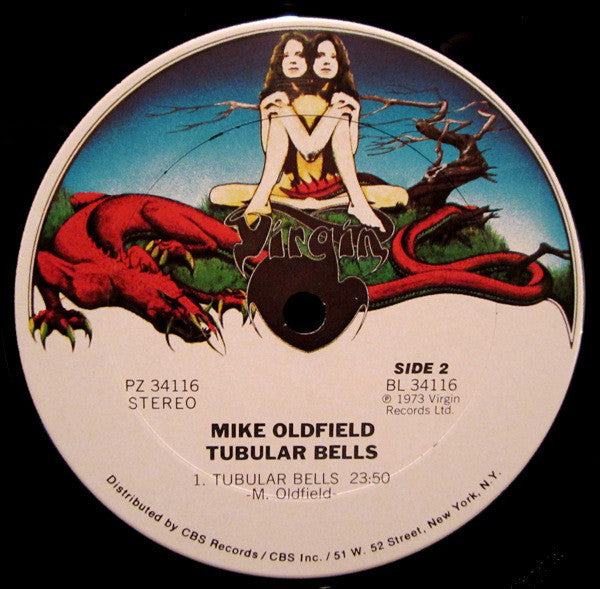 Virgin
PZ 34116
STEREO
SIDE 2
BL 34116
℗ 1973 Virgin
Records Ltd.
MIKE OLDFIELD
TUBULAR BELLS
1. TUBULAR BELLS 23:50
-M. Oldfield-
Distributed by CBS Records / CBS Inc. / 51 W. 52 Street, New York, N.Y.